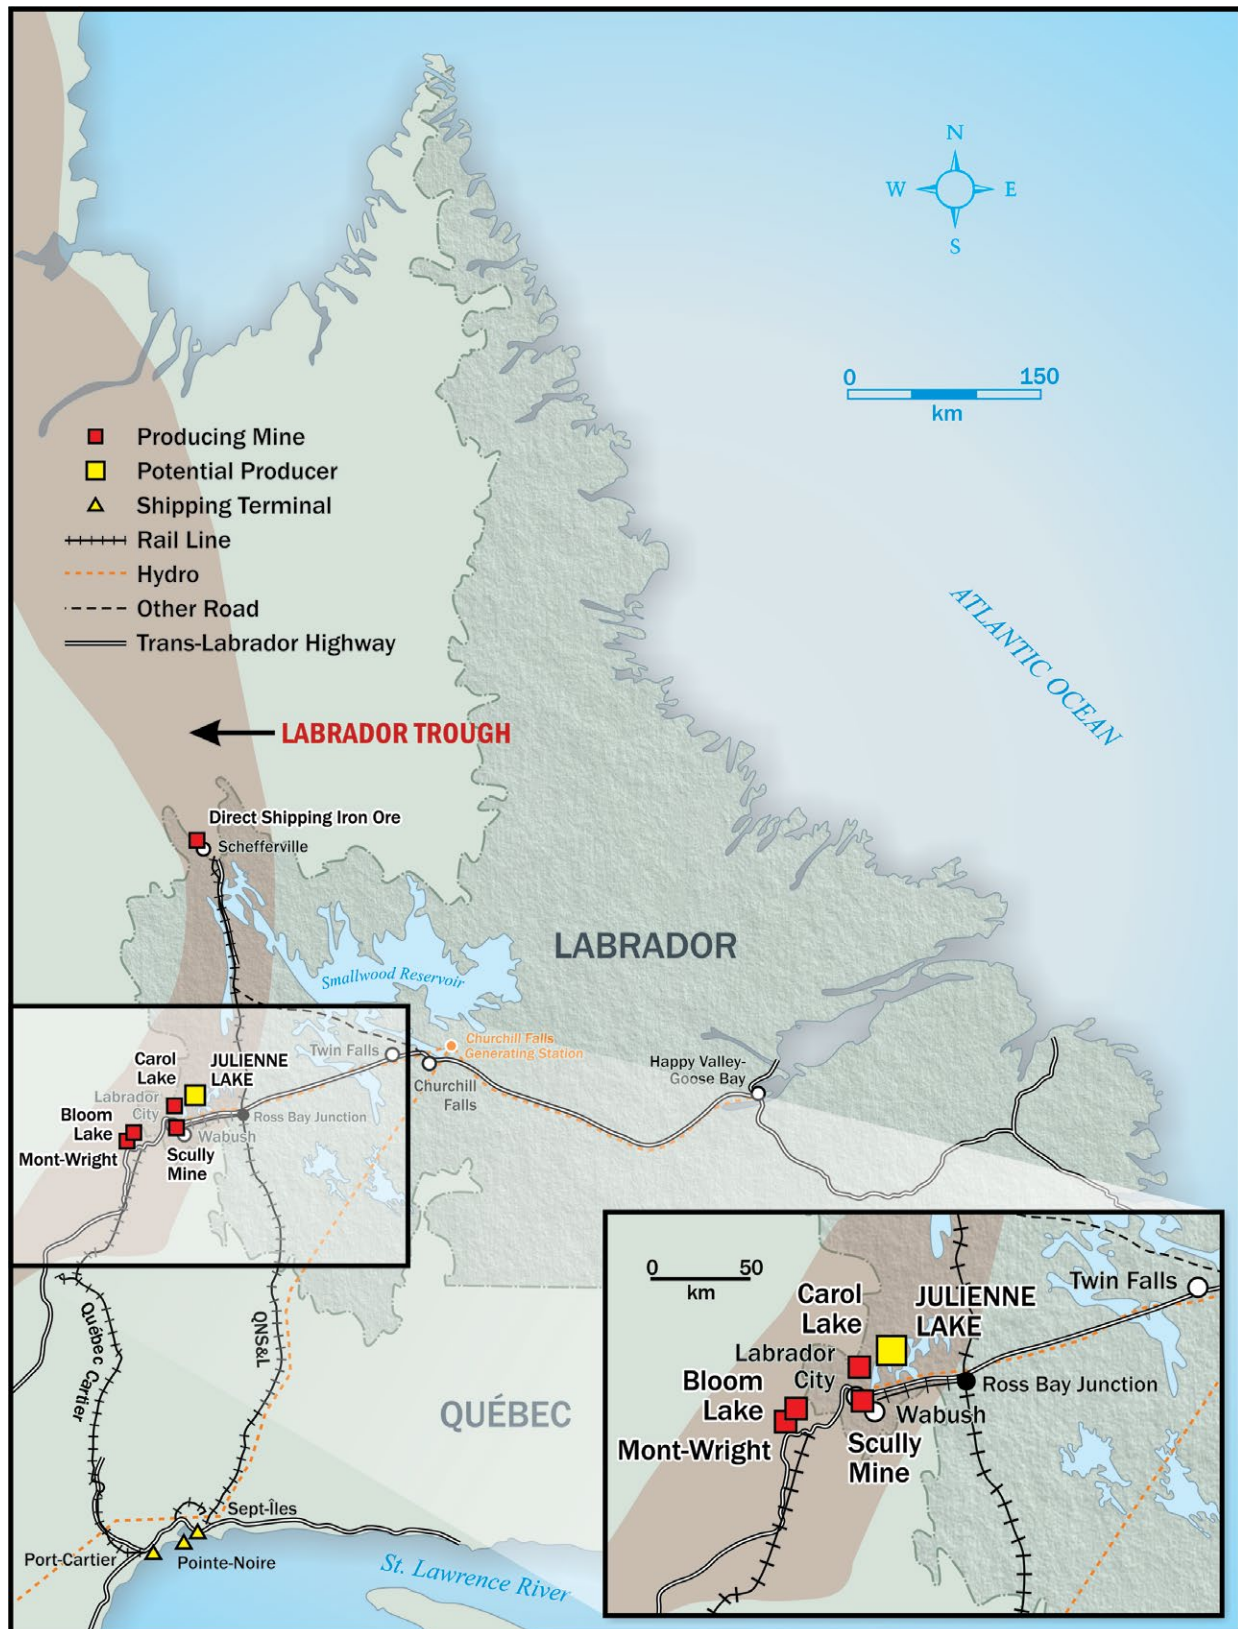 N
W
E
S
0
150
km
Producing Mine
Potential Producer
Shipping Terminal
Rail Line
Hydro
Other Road
Trans-Labrador Highway
ATLANTIC OCEAN
LABRADOR TROUGH
Direct Shipping Iron Ore
Schefferville
LABRADOR
Smallwood Reservoir
Churchill Falls
Generating Station
Twin Falls
Churchill
Falls
Happy Valley-
Goose Bay
Carol
Lake
JULIENNE
LAKE
Labrador
City
Bloom
Lake
Ross Bay Junction
Wabush
Mont-Wright
Scully
Mine
Québec Cartier
QNS&L
QUÉBEC
Sept-Îles
Port-Cartier
Pointe-Noire
St. Lawrence River
0
50
km
Twin Falls
Carol
Lake
JULIENNE
LAKE
Labrador
City
Bloom
Lake
Ross Bay Junction
Wabush
Mont-Wright
Scully
Mine